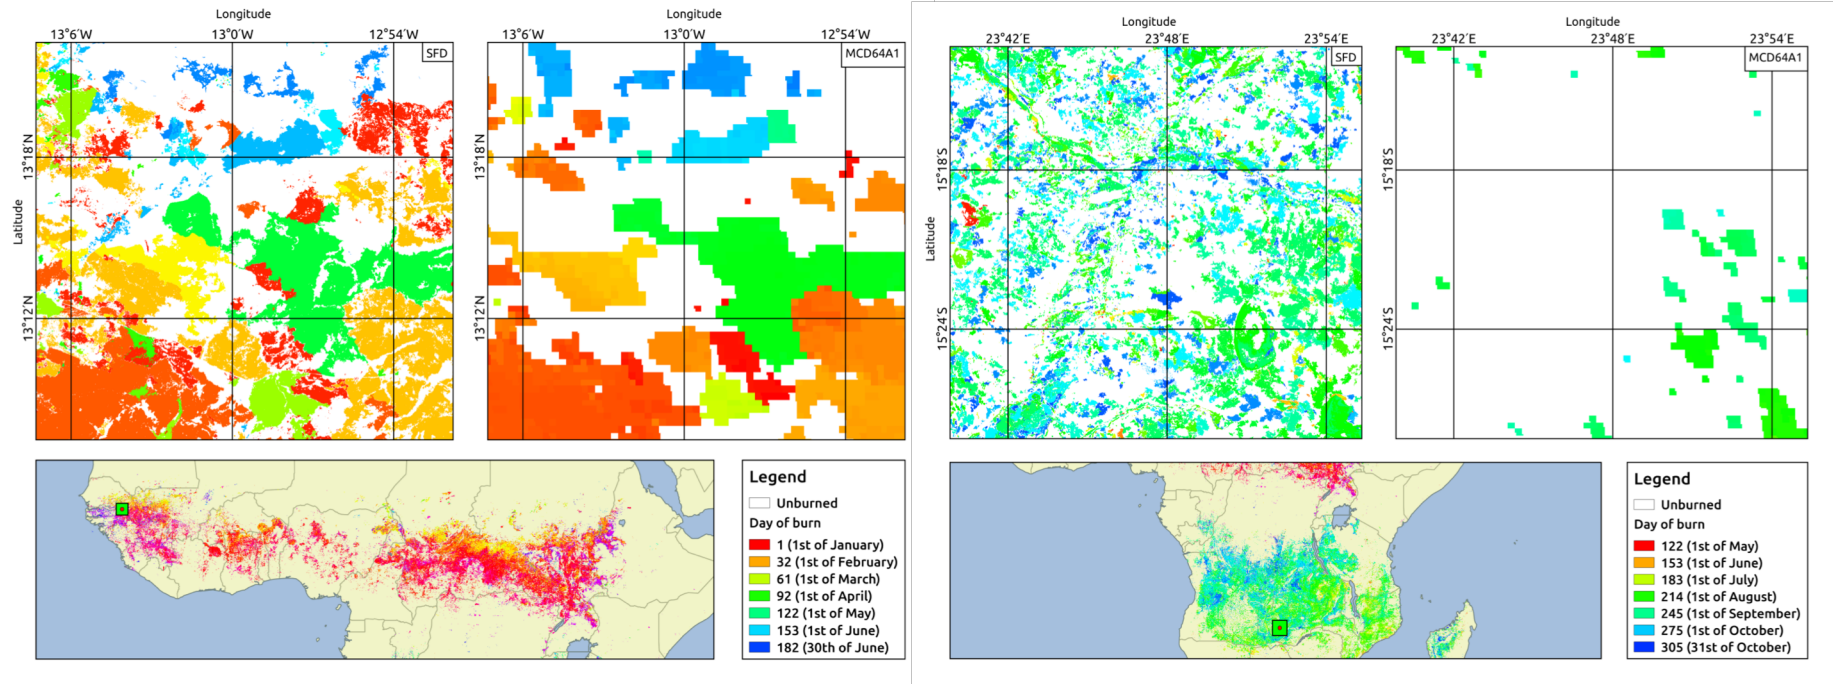 Longitude
13°6'W 13°0'W 12°54'W
SFD
13°18'N
Latitude
13°12'N
Longitude
13°6'W 13°0'W 12°54'W
MCD64A1
13°18'N
13°12'N
Legend
Unburned
Day of burn
1 (1st of January)
32 (1st of February)
61 (1st of March)
92 (1st of April)
122 (1st of May)
153 (1st of June)
182 (30th of June)
Longitude
23°42'E 23°48'E 23°54'E
SFD
15°18'S
Latitude
15°24'S
Longitude
23°42'E 23°48'E 23°54'E
MCD64A1
15°18'S
15°24'S
Legend
Unburned
Day of burn
122 (1st of May)
153 (1st of June)
183 (1st of July)
214 (1st of August)
245 (1st of September)
275 (1st of October)
305 (31st of October)